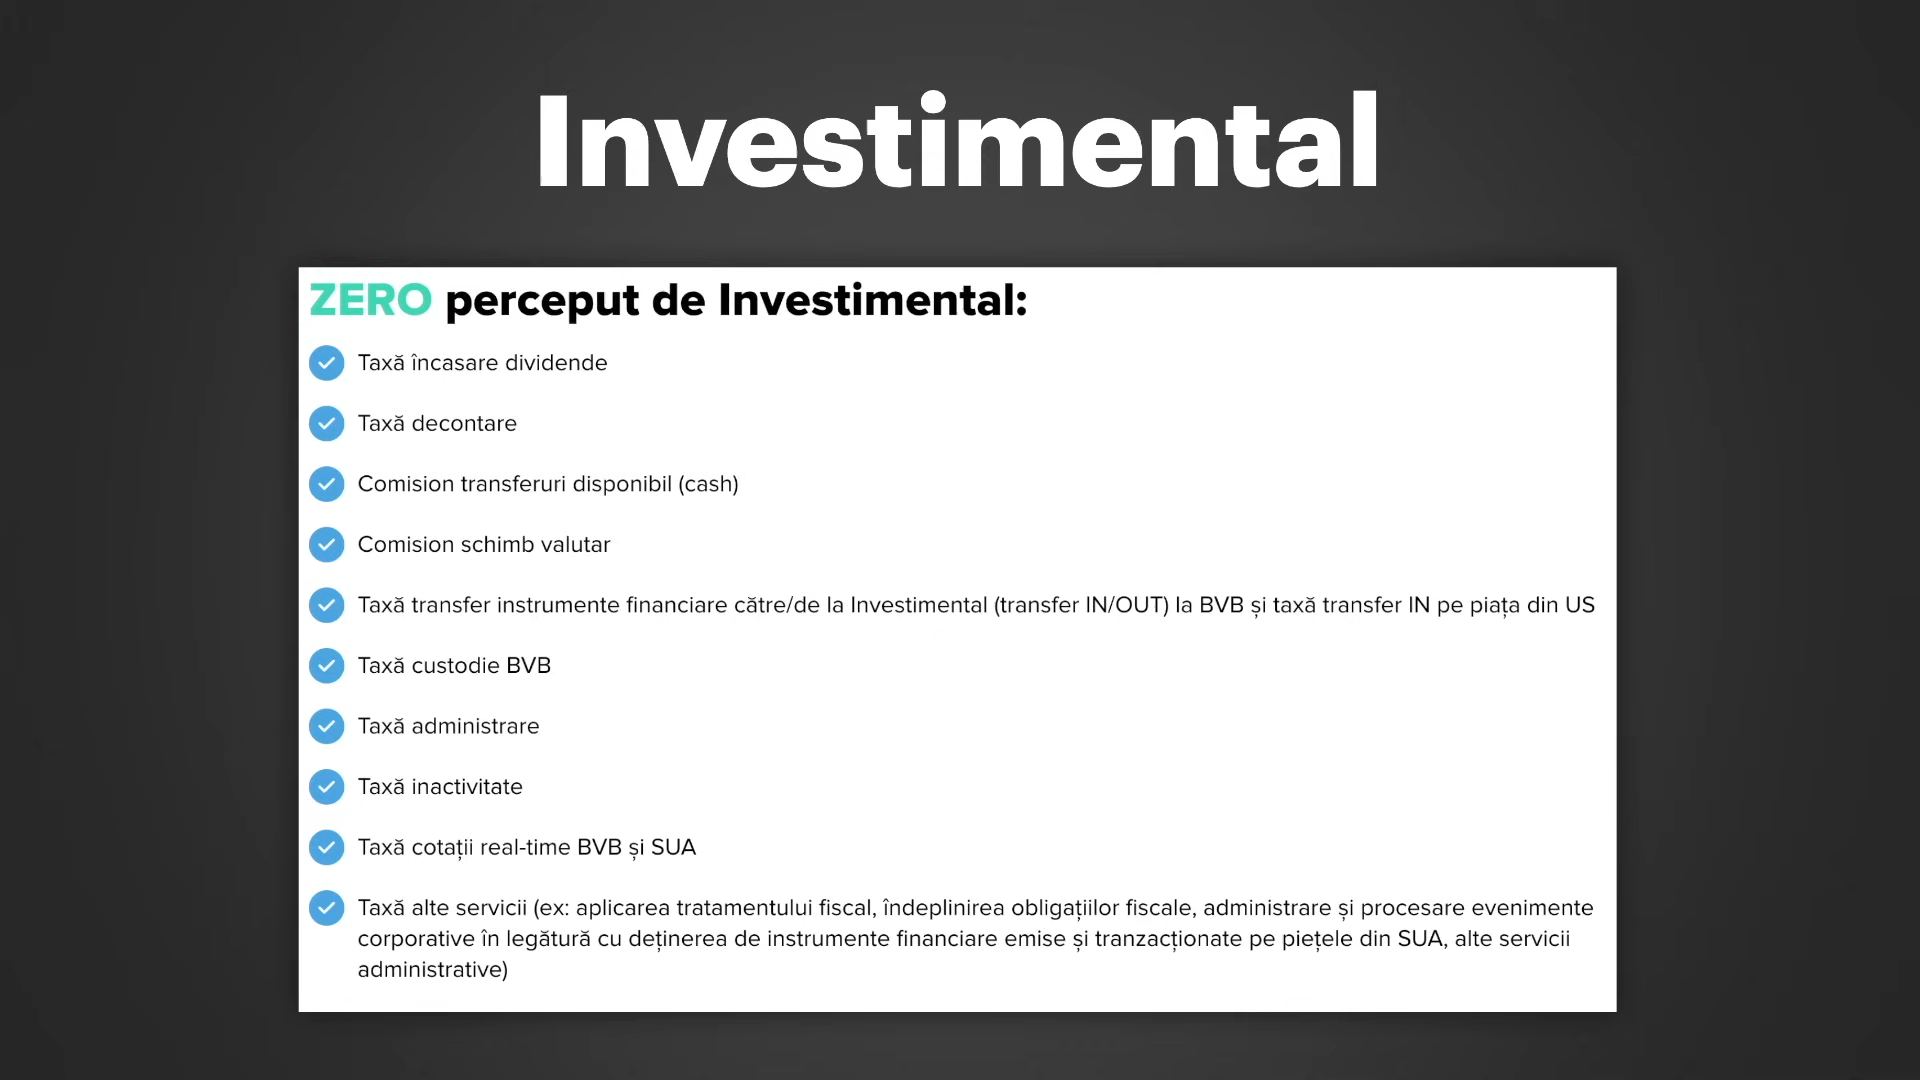 Investimental
ZERO perceput de Investimental:
Taxă încasare dividende
Taxă decontare
Comision transferuri disponibil (cash)
Comision schimb valutar
Taxă transfer instrumente financiare către/de la Investimental (transfer IN/OUT) la BVB și taxă transfer IN pe piața din US
Taxă custodie BVB
Taxă administrare
Taxă inactivitate
Taxă cotații real-time BVB și SUA
Taxă alte servicii (ex: aplicarea tratamentului fiscal, îndeplinirea obligațiilor fiscale, administrare și procesare evenimente
corporative în legătură cu deținerea de instrumente financiare emise și tranzacționate pe piețele din SUA, alte servicii
administrative)